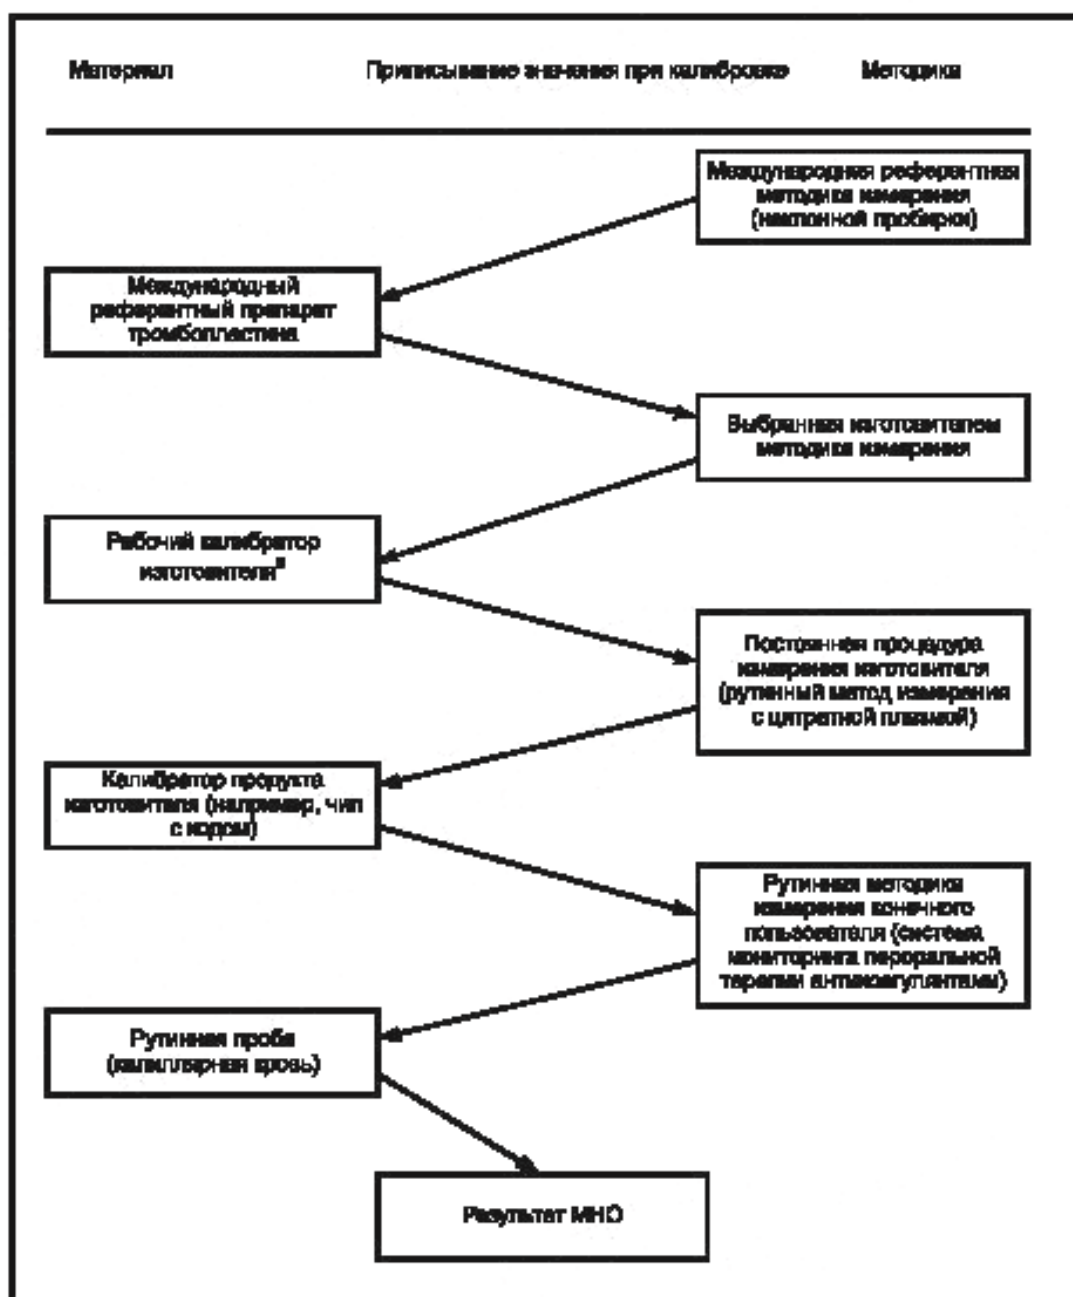 Материал Приписывание значения при калибровке Методика
Международная референтная
методика измерения
(наклонной пробирки)
Международный
референтный препарат
тромбопластина
Выбранная изготовителем
методика измерения
Рабочий калибратор
изготовителяª
Постоянная процедура
измерения изготовителя
(рутинный метод измерения
с цитратной плазмой)
Калибратор продукта
изготовителя (например, чип
с кодом)
Рутинная методика
измерения конечного
пользователя (система
мониторинга пероральной
терапии антикоагулянтами)
Рутинная проба
(капиллярная кровь)
Результат МНО